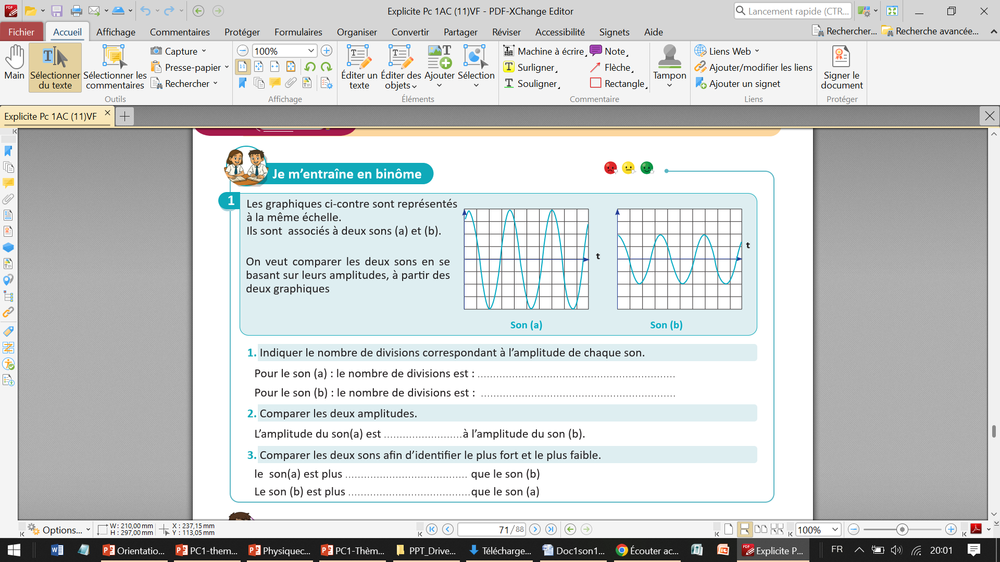 Explicite Pc 1AC (11)VF - PDF-XChange Editor
Lancement rapide (CTR...
Fichier Accueil Affichage Commentaires Protéger Formulaires Organiser Convertir Partager Réviser Accessibilité Signets Aide
Rechercher... Recherche avancée...
Main
Sélectionner du texte
Sélectionner les commentaires
Capture
Presse-papier
Rechercher
Outils
100%
Affichage
Éditer un texte
Éditer des objets
Ajouter
Sélection
Éléments
Machine à écrire
Surligner
Souligner
Note
Flèche
Rectangle
Commentaire
Tampon
Liens Web
Ajouter/modifier les liens
Ajouter un signet
Liens
Signer le document
Protéger
Explicite Pc 1AC (11)VF
Je m’entraîne en binôme
1
Les graphiques ci-contre sont représentés
à la même échelle.
Ils sont associés à deux sons (a) et (b).
On veut comparer les deux sons en se
basant sur leurs amplitudes, à partir des
deux graphiques
t
Son (a)
t
Son (b)
1. Indiquer le nombre de divisions correspondant à l’amplitude de chaque son.
Pour le son (a) : le nombre de divisions est : ...............................................................
Pour le son (b) : le nombre de divisions est : ..............................................................
2. Comparer les deux amplitudes.
L’amplitude du son(a) est .........................à l’amplitude du son (b).
3. Comparer les deux sons afin d’identifier le plus fort et le plus faible.
le son(a) est plus ....................................... que le son (b)
Le son (b) est plus .......................................que le son (a)
Options...
W : 210,00 mm
H : 297,00 mm
X : 237,15 mm
Y : 113,05 mm
71 / 88
100%
Orientatio... PC1-them... Physiquec... PC1-Thèm... PPT_Drive... Télécharge... Doc1son1... Écouter ac... Explicite P... FR 20:01